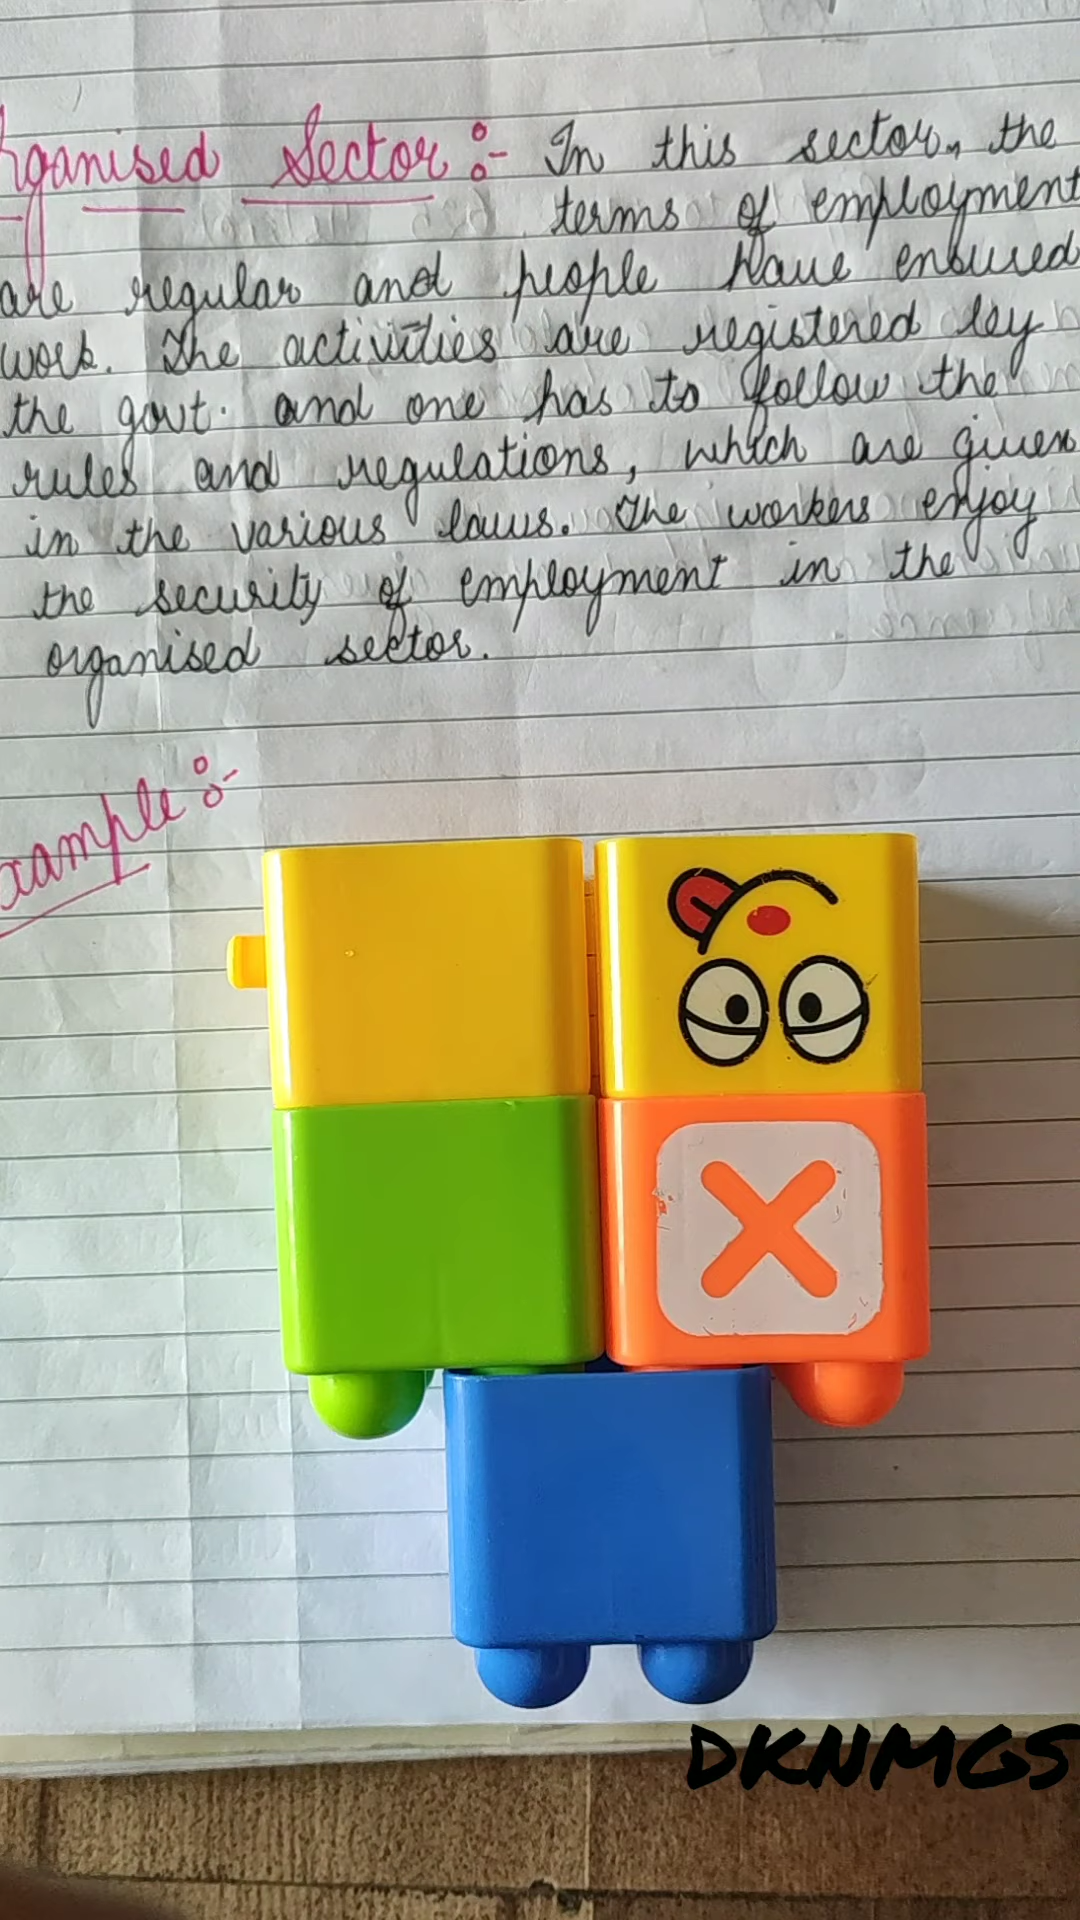 rganised Sector :- In this sector, the
terms of employment
are regular and people have ensured
work. The activities are registered by
the govt. and one has to follow the
rules and regulations, which are given
in the various laws. The workers enjoy
the security of employment in the
organised sector.
xample :-
X
DKNMGS